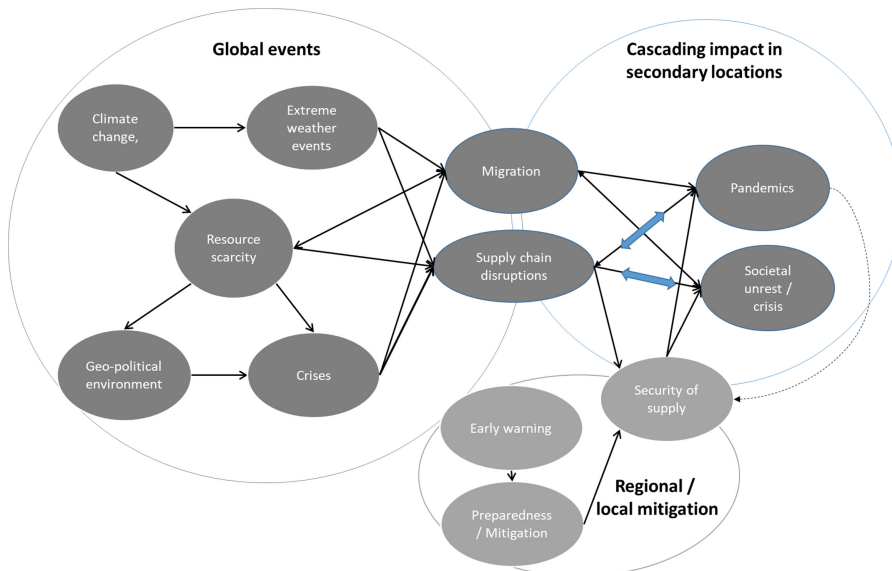 Global events
Cascading impact in
secondary locations
Climate
change,
Extreme
weather
events
Migration
Pandemics
Resource
scarcity
Supply chain
disruptions
Societal
unrest /
crisis
Geo-political
environment
Crises
Security of
supply
Early warning
Regional /
local mitigation
Preparedness
/ Mitigation